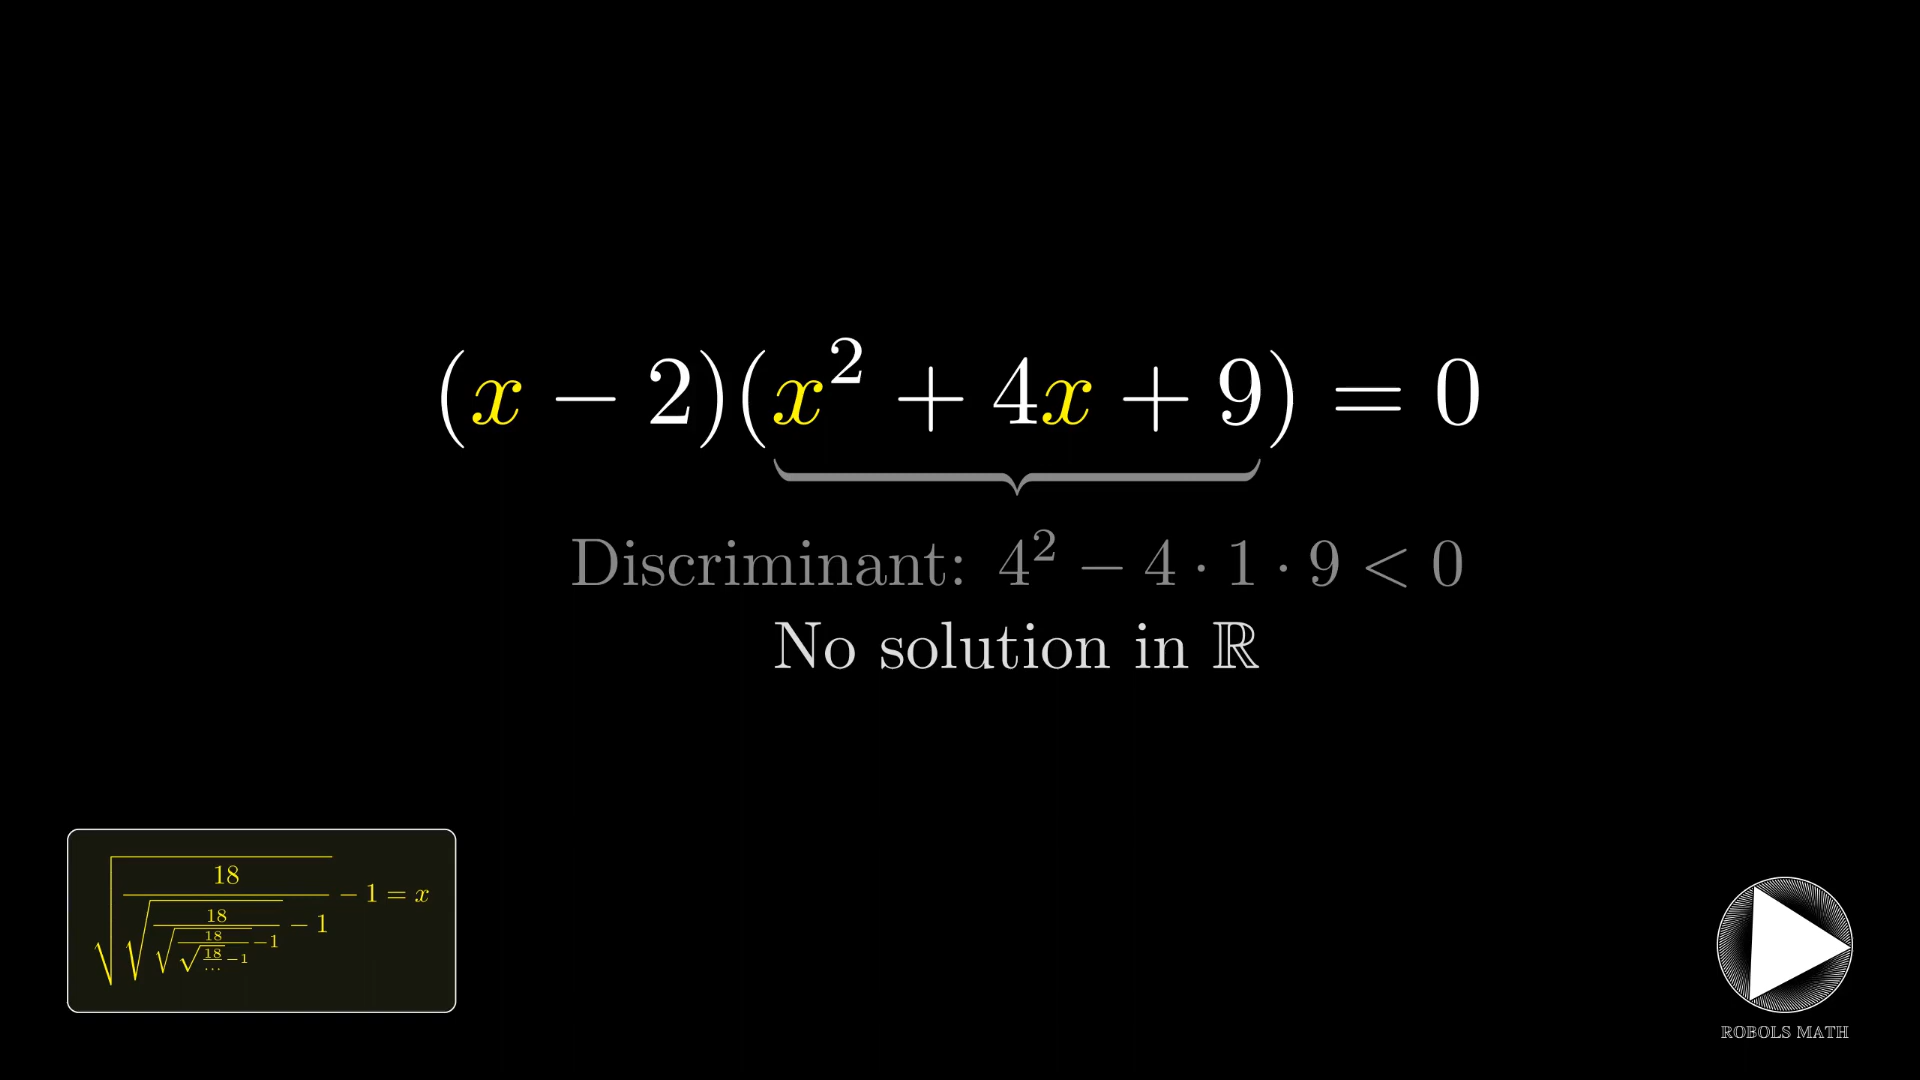 (x − 2)(x² + 4x + 9) = 0
Discriminant: 4² − 4 · 1 · 9 < 0
No solution in ℝ
√(18/(√(18/(√(18/(√(18/…) −1)) −1)) − 1)) − 1 = x
ROBOLS MATH